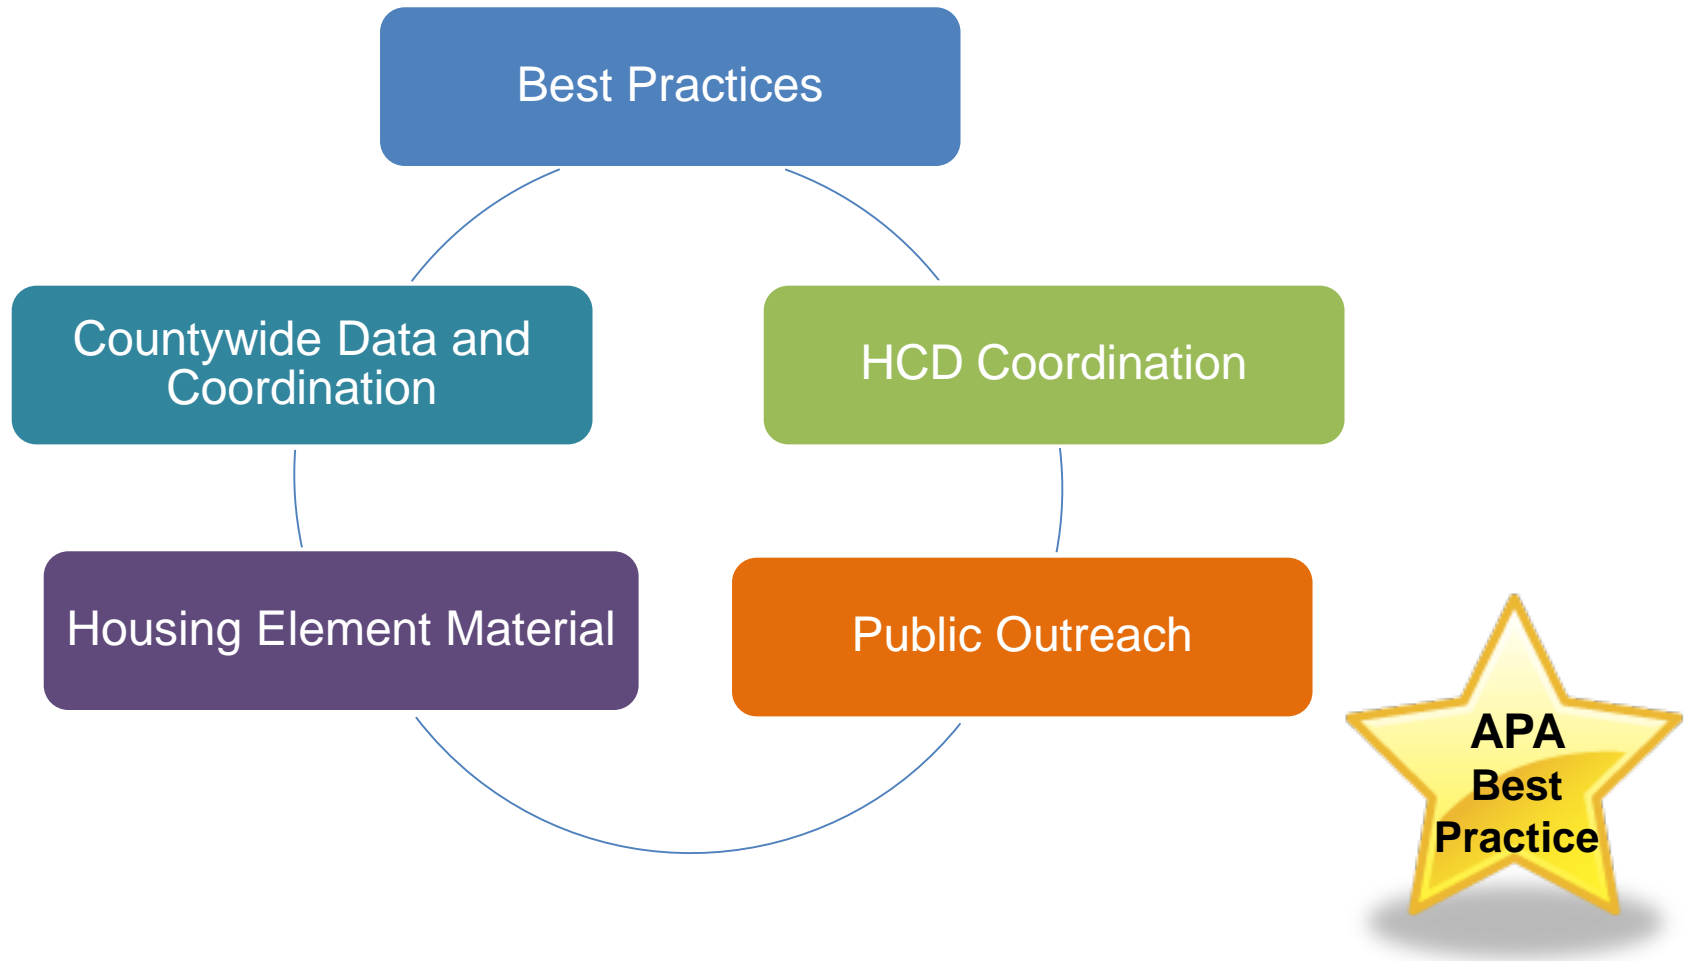 Best Practices
Countywide Data and
Coordination
HCD Coordination
Housing Element Material
Public Outreach
APA
Best
Practice